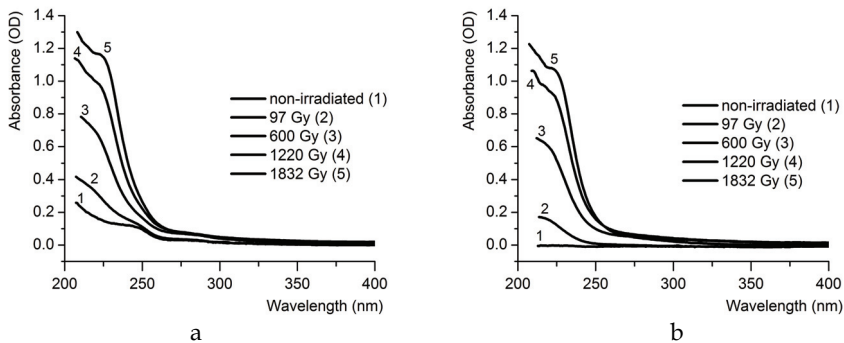 Absorbance (OD)
1.4
1.2
1.0
0.8
0.6
0.4
0.2
0.0
5
4
3
2
1
non-irradiated (1)
97 Gy (2)
600 Gy (3)
1220 Gy (4)
1832 Gy (5)
200 250 300 350 400
Wavelength (nm)
a
Absorbance (OD)
1.4
1.2
1.0
0.8
0.6
0.4
0.2
0.0
5
4
3
2
1
non-irradiated (1)
97 Gy (2)
600 Gy (3)
1220 Gy (4)
1832 Gy (5)
200 250 300 350 400
Wavelength (nm)
b